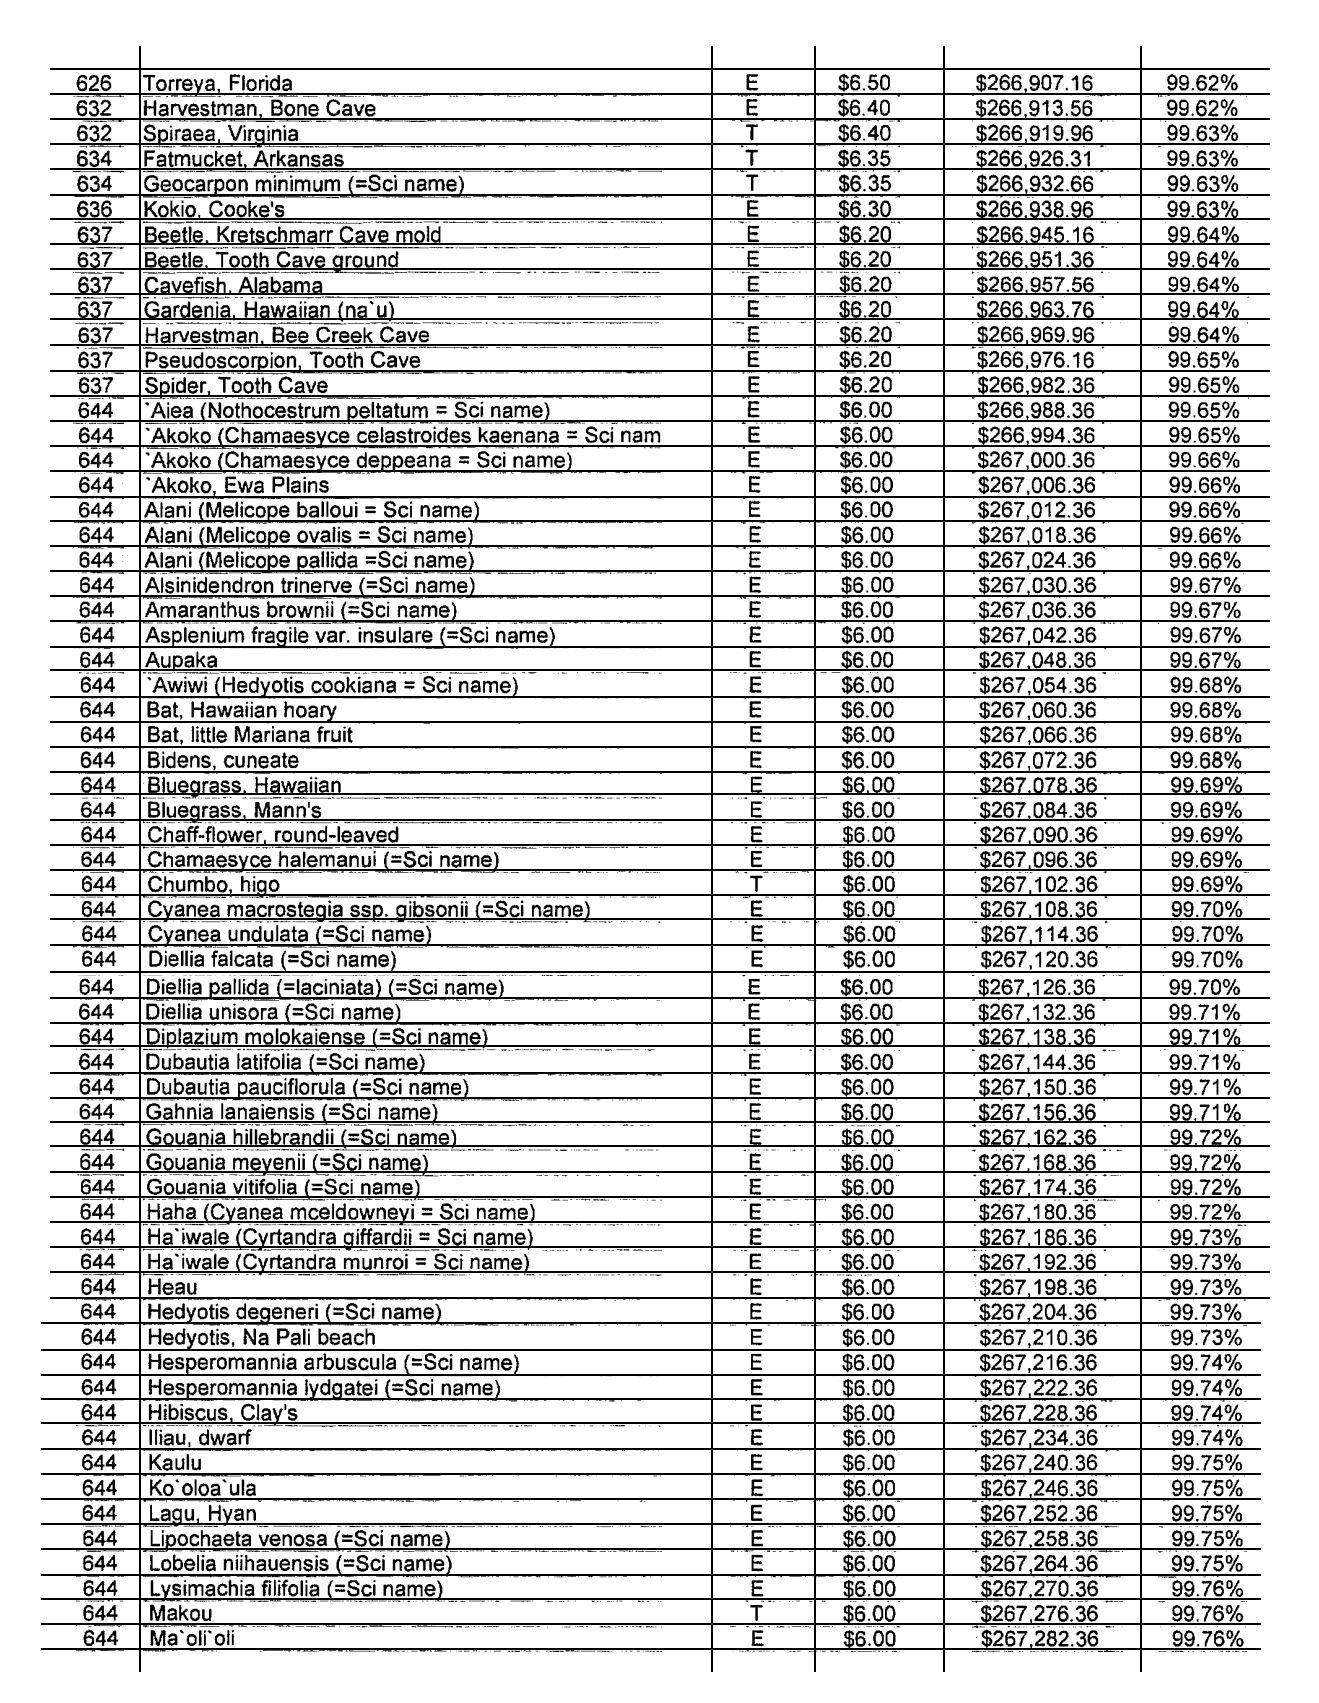 626 Torreya, Florida E $6.50 $266,907.16 99.62%
632 Harvestman, Bone Cave E $6.40 $266,913.56 99.62%
632 Spiraea, Virginia T $6.40 $266,919.96 99.63%
634 Fatmucket, Arkansas T $6.35 $266,926.31 99.63%
634 Geocarpon minimum (=Sci name) T $6.35 $266,932.66 99.63%
636 Kokio, Cooke's E $6.30 $266,938.96 99.63%
637 Beetle, Kretschmarr Cave mold E $6.20 $266,945.16 99.64%
637 Beetle, Tooth Cave ground E $6.20 $266,951.36 99.64%
637 Cavefish, Alabama E $6.20 $266,957.56 99.64%
637 Gardenia, Hawaiian (na`u) E $6.20 $266,963.76 99.64%
637 Harvestman, Bee Creek Cave E $6.20 $266,969.96 99.64%
637 Pseudoscorpion, Tooth Cave E $6.20 $266,976.16 99.65%
637 Spider, Tooth Cave E $6.20 $266,982.36 99.65%
644 `Aiea (Nothocestrum peltatum = Sci name) E $6.00 $266,988.36 99.65%
644 `Akoko (Chamaesyce celastroides kaenana = Sci nam E $6.00 $266,994.36 99.65%
644 `Akoko (Chamaesyce deppeana = Sci name) E $6.00 $267,000.36 99.66%
644 `Akoko, Ewa Plains E $6.00 $267,006.36 99.66%
644 Alani (Melicope balloui = Sci name) E $6.00 $267,012.36 99.66%
644 Alani (Melicope ovalis = Sci name) E $6.00 $267,018.36 99.66%
644 Alani (Melicope pallida =Sci name) E $6.00 $267,024.36 99.66%
644 Alsinidendron trinerve (=Sci name) E $6.00 $267,030.36 99.67%
644 Amaranthus brownii (=Sci name) E $6.00 $267,036.36 99.67%
644 Asplenium fragile var. insulare (=Sci name) E $6.00 $267,042.36 99.67%
644 Aupaka E $6.00 $267,048.36 99.67%
644 `Awiwi (Hedyotis cookiana = Sci name) E $6.00 $267,054.36 99.68%
644 Bat, Hawaiian hoary E $6.00 $267,060.36 99.68%
644 Bat, little Mariana fruit E $6.00 $267,066.36 99.68%
644 Bidens, cuneate E $6.00 $267,072.36 99.68%
644 Bluegrass, Hawaiian E $6.00 $267,078.36 99.69%
644 Bluegrass, Mann's E $6.00 $267,084.36 99.69%
644 Chaff-flower, round-leaved E $6.00 $267,090.36 99.69%
644 Chamaesyce halemanui (=Sci name) E $6.00 $267,096.36 99.69%
644 Chumbo, higo T $6.00 $267,102.36 99.69%
644 Cyanea macrostegia ssp. gibsonii (=Sci name) E $6.00 $267,108.36 99.70%
644 Cyanea undulata (=Sci name) E $6.00 $267,114.36 99.70%
644 Diellia falcata (=Sci name) E $6.00 $267,120.36 99.70%
644 Diellia pallida (=laciniata) (=Sci name) E $6.00 $267,126.36 99.70%
644 Diellia unisora (=Sci name) E $6.00 $267,132.36 99.71%
644 Diplazium molokaiense (=Sci name) E $6.00 $267,138.36 99.71%
644 Dubautia latifolia (=Sci name) E $6.00 $267,144.36 99.71%
644 Dubautia pauciflorula (=Sci name) E $6.00 $267,150.36 99.71%
644 Gahnia lanaiensis (=Sci name) E $6.00 $267,156.36 99.71%
644 Gouania hillebrandii (=Sci name) E $6.00 $267,162.36 99.72%
644 Gouania meyenii (=Sci name) E $6.00 $267,168.36 99.72%
644 Gouania vitifolia (=Sci name) E $6.00 $267,174.36 99.72%
644 Haha (Cyanea mceldowneyi = Sci name) E $6.00 $267,180.36 99.72%
644 Ha`iwale (Cyrtandra giffardii = Sci name) E $6.00 $267,186.36 99.73%
644 Ha`iwale (Cyrtandra munroi = Sci name) E $6.00 $267,192.36 99.73%
644 Heau E $6.00 $267,198.36 99.73%
644 Hedyotis degeneri (=Sci name) E $6.00 $267,204.36 99.73%
644 Hedyotis, Na Pali beach E $6.00 $267,210.36 99.73%
644 Hesperomannia arbuscula (=Sci name) E $6.00 $267,216.36 99.74%
644 Hesperomannia lydgatei (=Sci name) E $6.00 $267,222.36 99.74%
644 Hibiscus, Clay's E $6.00 $267,228.36 99.74%
644 Iliau, dwarf E $6.00 $267,234.36 99.74%
644 Kaulu E $6.00 $267,240.36 99.75%
644 Ko`oloa`ula E $6.00 $267,246.36 99.75%
644 Lagu, Hyan E $6.00 $267,252.36 99.75%
644 Lipochaeta venosa (=Sci name) E $6.00 $267,258.36 99.75%
644 Lobelia niihauensis (=Sci name) E $6.00 $267,264.36 99.75%
644 Lysimachia filifolia (=Sci name) E $6.00 $267,270.36 99.76%
644 Makou T $6.00 $267,276.36 99.76%
644 Ma`oli`oli E $6.00 $267,282.36 99.76%